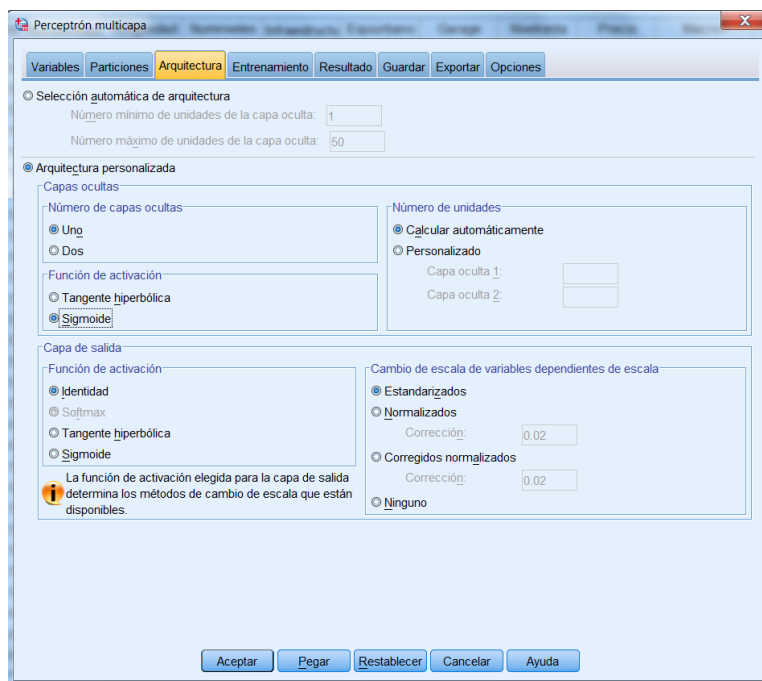 Perceptrón multicapa
Variables Particiones Arquitectura Entrenamiento Resultado Guardar Exportar Opciones
Selección automática de arquitectura
Número mínimo de unidades de la capa oculta: 1
Número máximo de unidades de la capa oculta: 50
Arquitectura personalizada
Capas ocultas
Número de capas ocultas
Uno
Dos
Función de activación
Tangente hiperbólica
Sigmoide
Número de unidades
Calcular automáticamente
Personalizado
Capa oculta 1:
Capa oculta 2:
Capa de salida
Función de activación
Identidad
Softmax
Tangente hiperbólica
Sigmoide
La función de activación elegida para la capa de salida
determina los métodos de cambio de escala que están
disponibles.
Cambio de escala de variables dependientes de escala
Estandarizados
Normalizados
Corrección: 0.02
Corregidos normalizados
Corrección: 0.02
Ninguno
Aceptar Pegar Restablecer Cancelar Ayuda